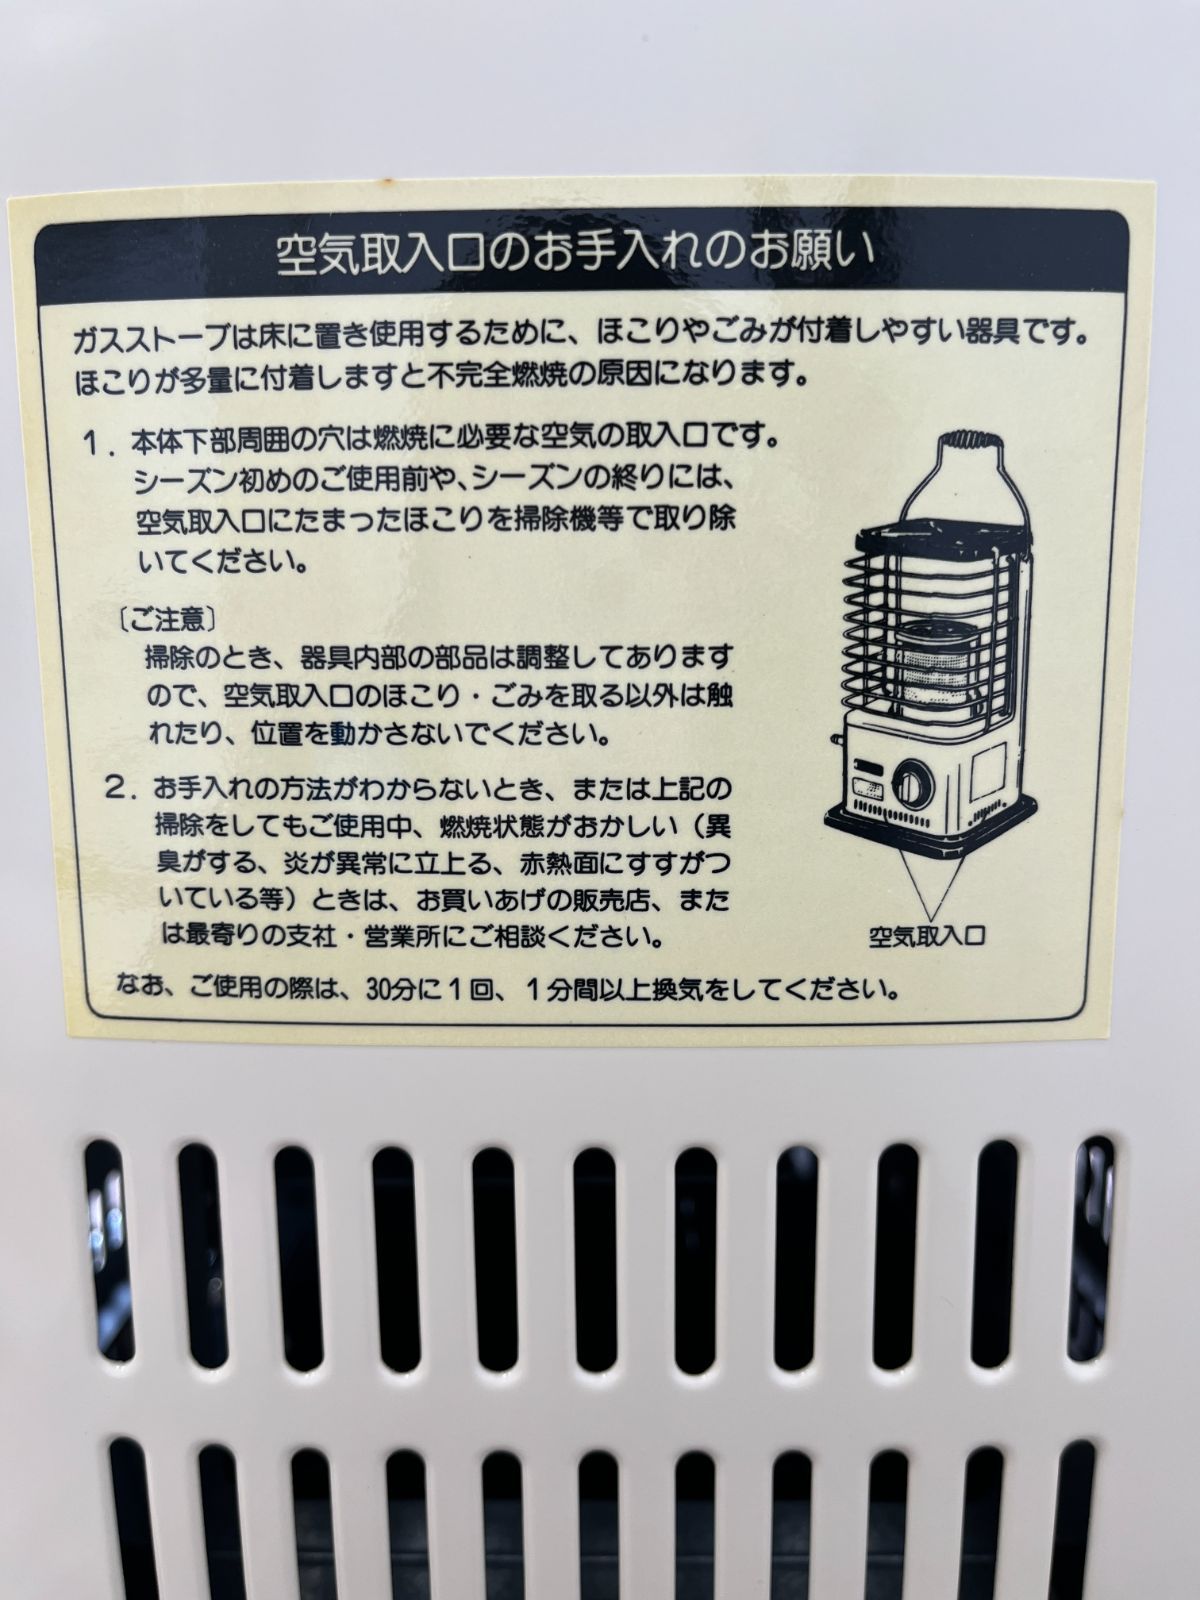 空気取入口のお手入れのお願い
ガスストーブは床に置き使用するために、ほこりやごみが付着しやすい器具です。
ほこりが多量に付着しますと不完全燃焼の原因になります。
1. 本体下部周囲の穴は燃焼に必要な空気の取入口です。
シーズン初めのご使用前や、シーズンの終りには、
空気取入口にたまったほこりを掃除機等で取り除
いてください。
〔ご注意〕
掃除のとき、器具内部の部品は調整してあります
ので、空気取入口のほこり・ごみを取る以外は触
れたり、位置を動かさないでください。
2. お手入れの方法がわからないとき、または上記の
掃除をしてもご使用中、燃焼状態がおかしい（異
臭がする、炎が異常に立上る、赤熱面にすすがつ
いている等）ときは、お買いあげの販売店、また
は最寄りの支社・営業所にご相談ください。
空気取入口
なお、ご使用の際は、30分に1回、1分間以上換気をしてください。